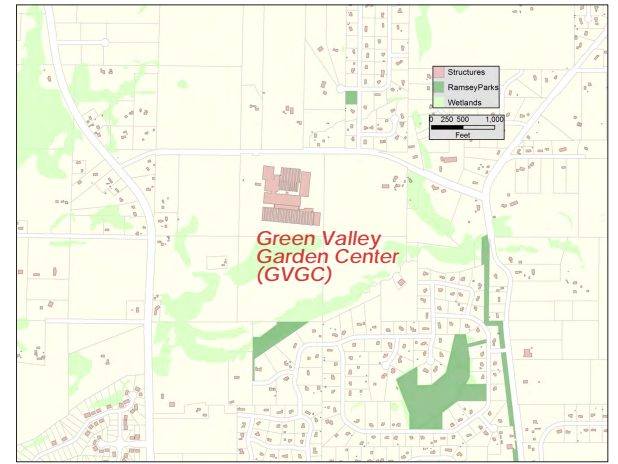 Structures
RamseyParks
Wetlands
0 250 500 1,000
Feet
Green Valley
Garden Center
(GVGC)